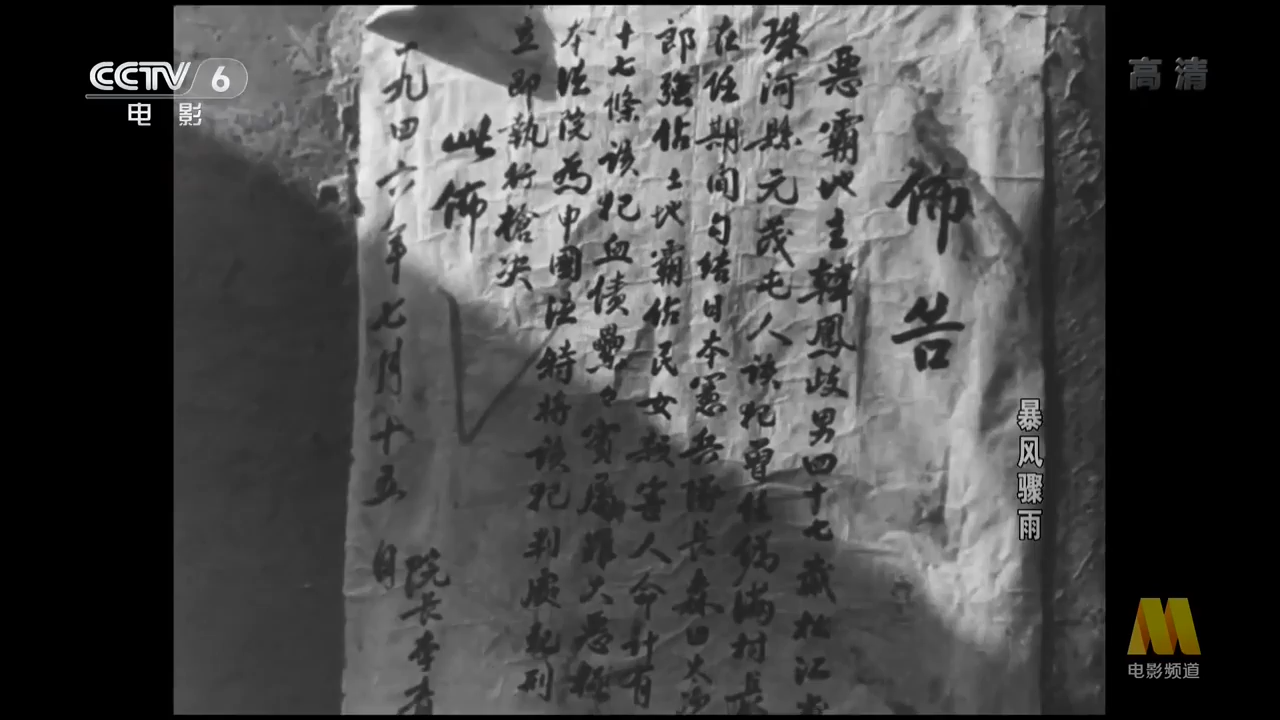 佈告
惡霸地主韓鳳歧男四十七歲松江省
珠河縣元茂屯人該犯曾任偽滿村長
在任期間勾结日本憲兵隊長森田太
郎強佔土地霸佔民女殺害人命計有
十七條該犯血債纍々實屬罪大惡極
本法院為申國法特將該犯判處死刑
立即執行槍决
此佈
院長李
一九四六年七月十五日
CCTV 6
电影
高清
暴风骤雨
电影频道